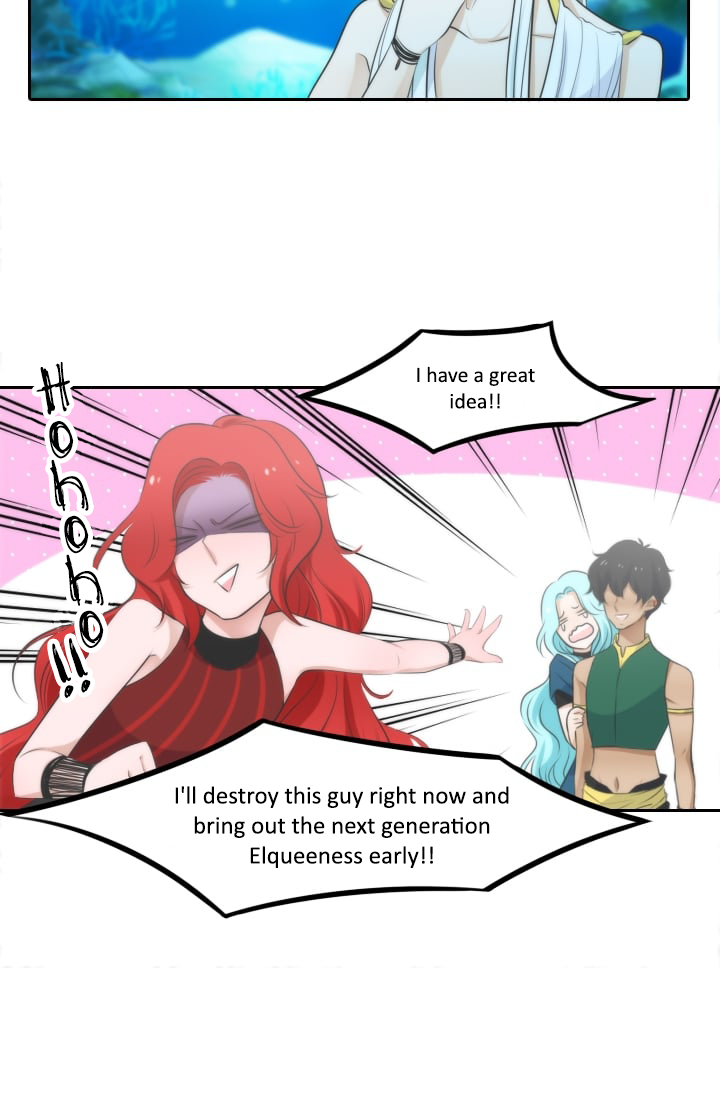 I have a great
idea!!
Hohoho!!
I'll destroy this guy right now and
bring out the next generation
Elqueeness early!!